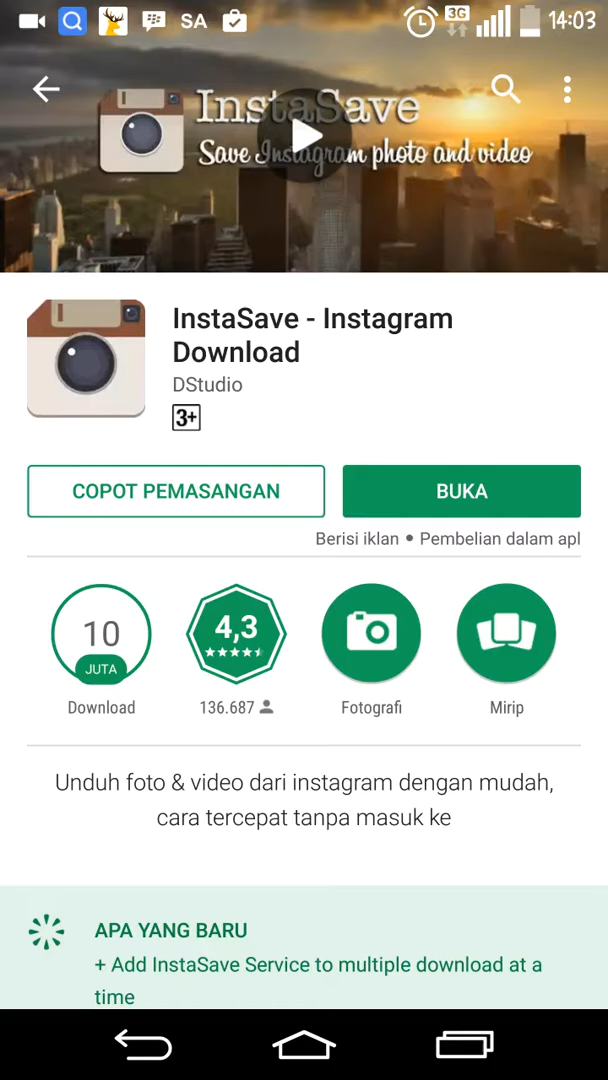 SA
3G
14:03
InstaSave
Save Instagram photo and video
InstaSave - Instagram
Download
DStudio
3+
COPOT PEMASANGAN
BUKA
Berisi iklan • Pembelian dalam apl
10
JUTA
Download
4,3
136.687
Fotografi
Mirip
Unduh foto & video dari instagram dengan mudah,
cara tercepat tanpa masuk ke
APA YANG BARU
+ Add InstaSave Service to multiple download at a
time